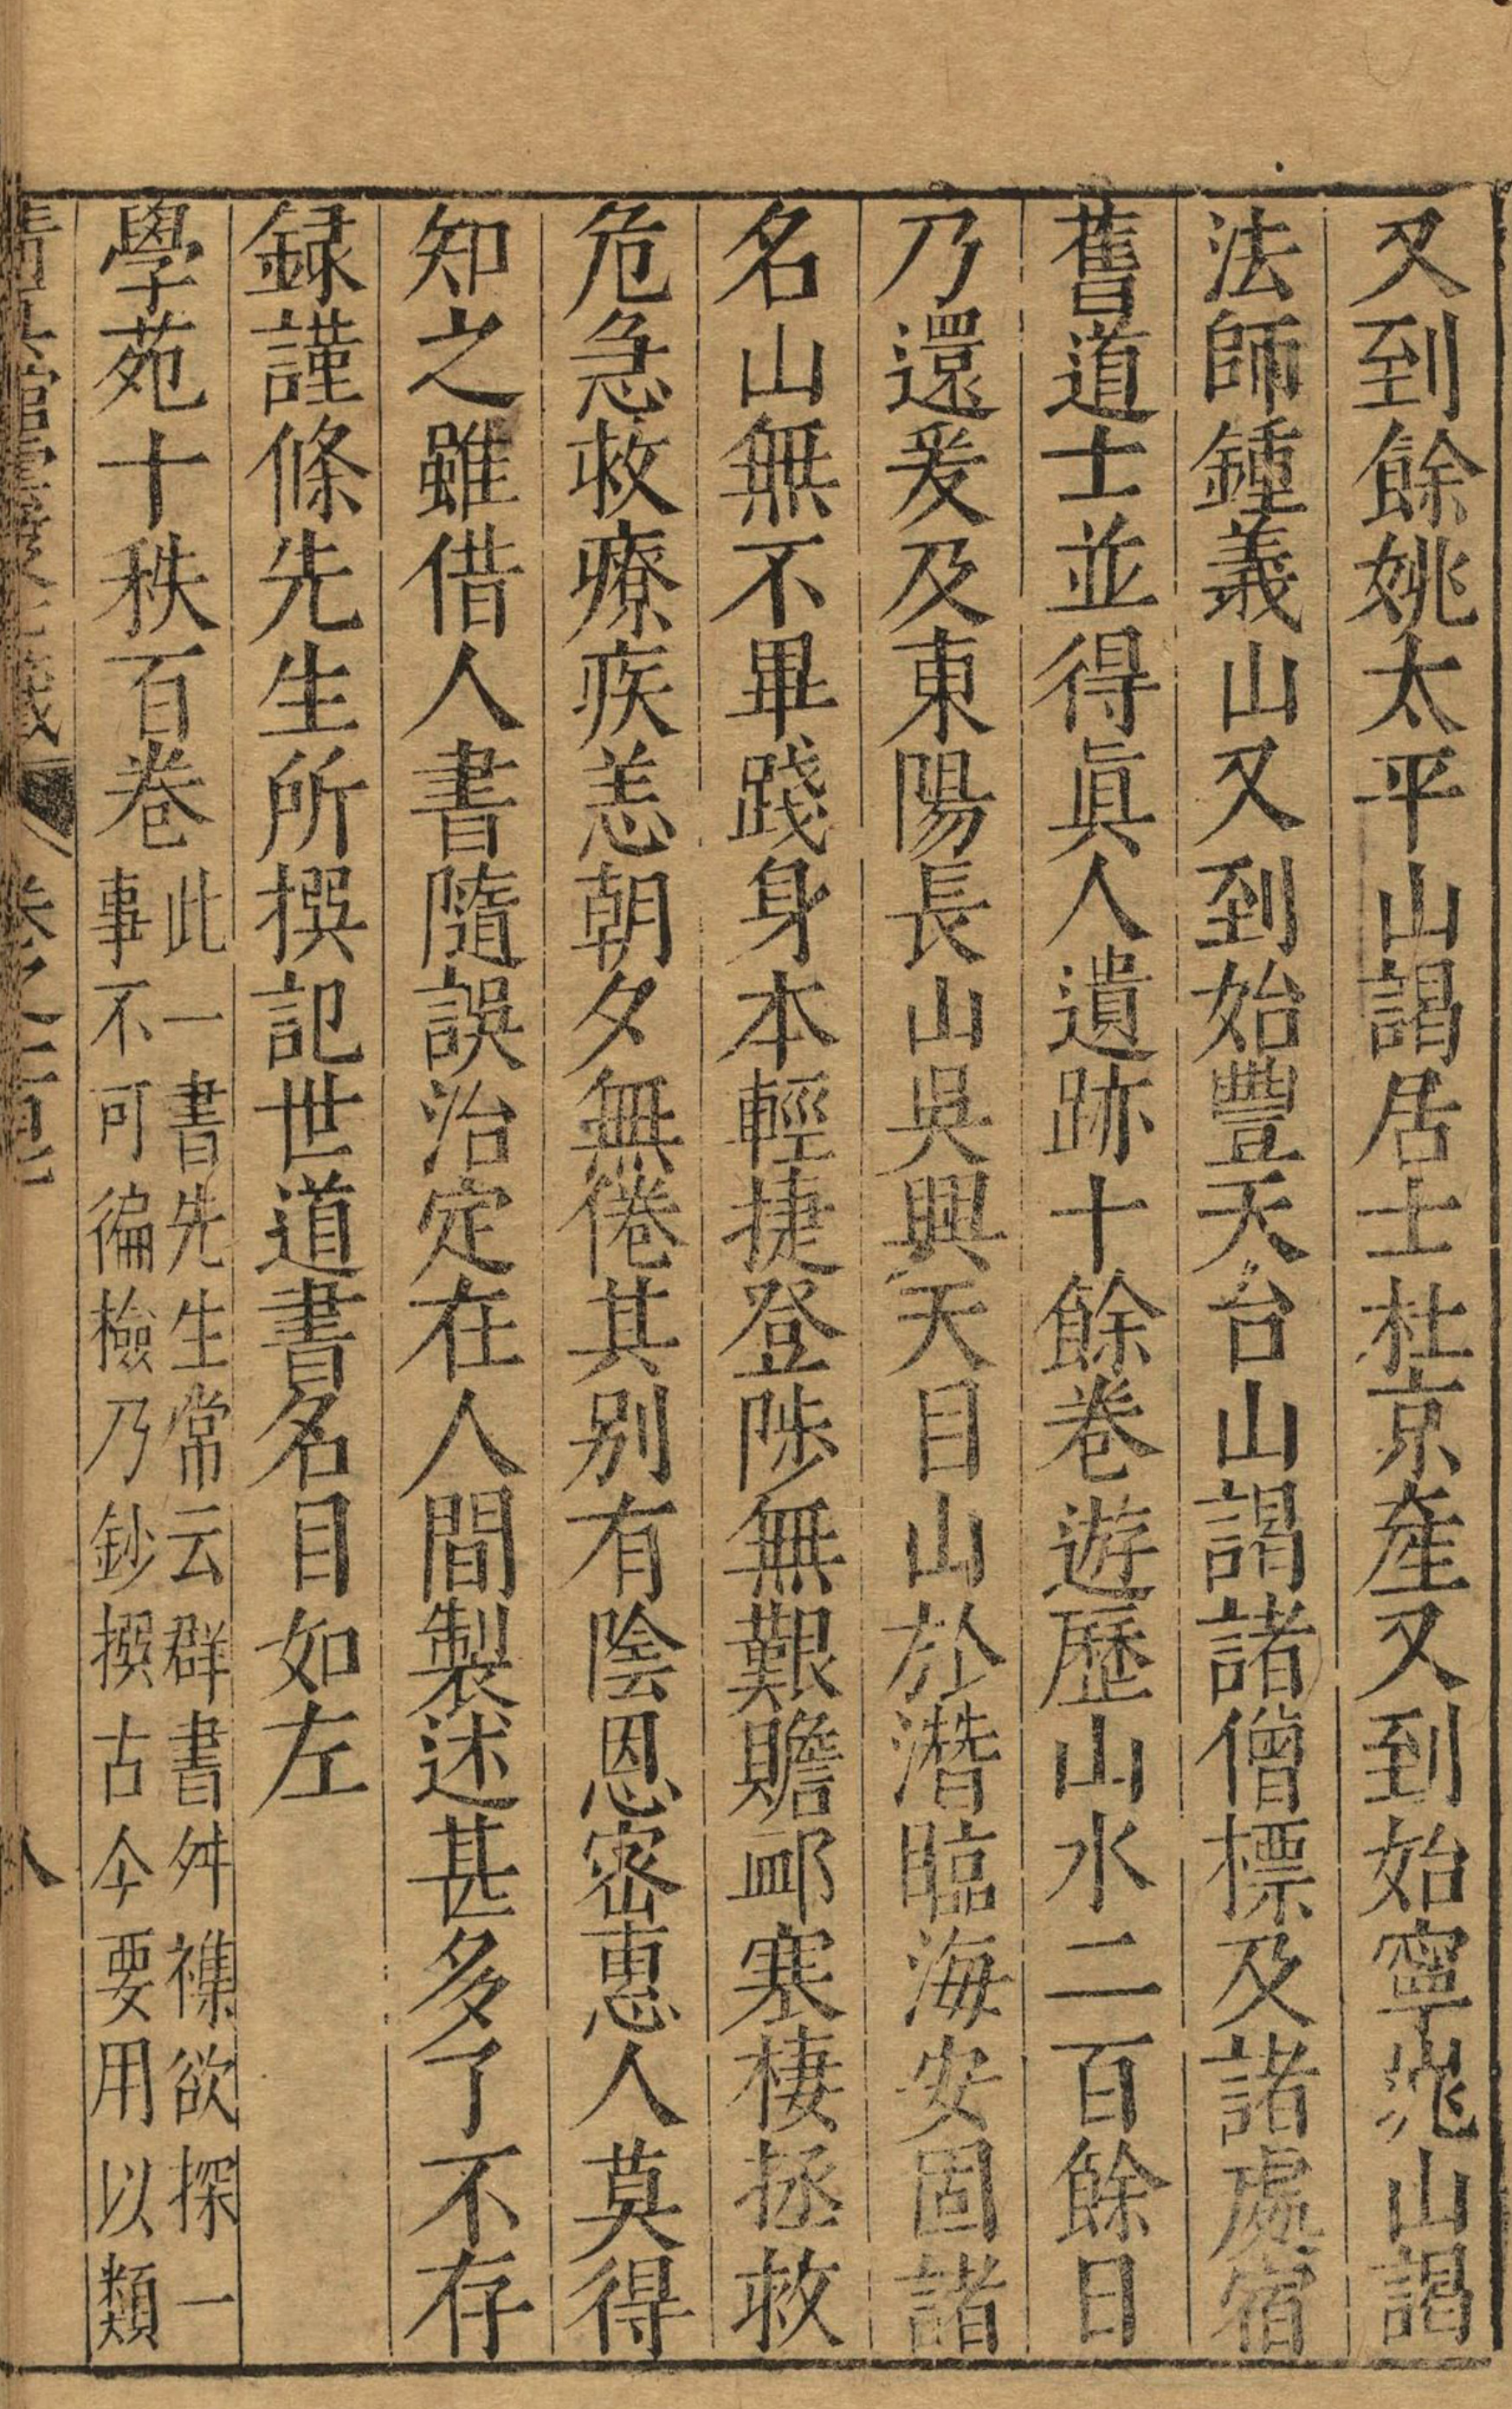 又到餘姚太平山謁居士杜京產又到始寧𡵆山謁
法師鍾義山又到始豐天台山謁諸僧標及諸處宿
舊道士並得眞人遺跡十餘卷遊歷山水二百餘日
乃還爰及東陽長山吳興天目山於潛臨海安固諸
名山無不畢踐身本輕捷登陟無艱贍䘏寒棲拯救
危急救療疾恙朝夕無倦其别有陰恩密惠人莫得
知之雖借人書隨誤治定在人間製述甚多了不存
録謹條先生所撰記世道書名目如左
學苑十秩百卷
此一書先生常云群書舛襍欲探一
事不可徧檢乃鈔撰古今要用以類
卷之一百七